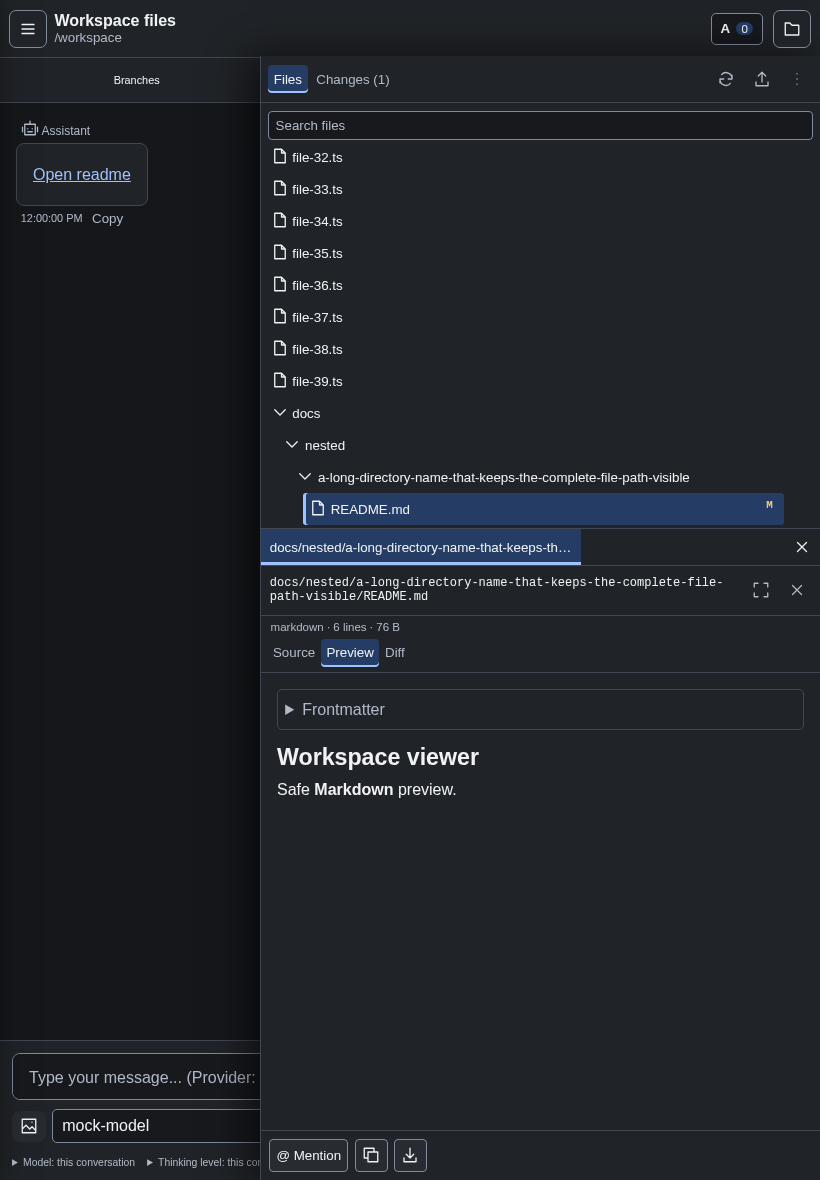 Workspace files
/workspace
A 0
Branches
Files Changes (1)
Search files
Assistant
Open readme
12:00:00 PM Copy
file-32.ts
file-33.ts
file-34.ts
file-35.ts
file-36.ts
file-37.ts
file-38.ts
file-39.ts
docs
nested
a-long-directory-name-that-keeps-the-complete-file-path-visible
README.md M
docs/nested/a-long-directory-name-that-keeps-th…
docs/nested/a-long-directory-name-that-keeps-the-complete-file-
path-visible/README.md
markdown · 6 lines · 76 B
Source Preview Diff
Frontmatter
Workspace viewer
Safe Markdown preview.
Type your message... (Provider:
mock-model
Model: this conversation Thinking level: this con
@ Mention